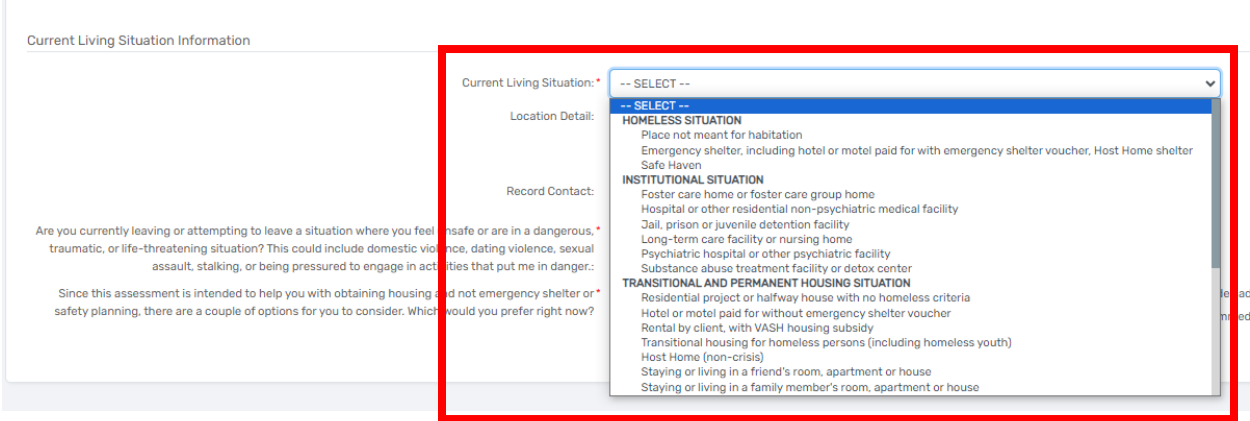 Current Living Situation Information
Current Living Situation:*
-- SELECT --
Location Detail:
Record Contact:
Are you currently leaving or attempting to leave a situation where you feel unsafe or are in a dangerous,*
traumatic, or life-threatening situation? This could include domestic violence, dating violence, sexual
assault, stalking, or being pressured to engage in activities that put me in danger.:
Since this assessment is intended to help you with obtaining housing and not emergency shelter or*
safety planning, there are a couple of options for you to consider. Which would you prefer right now?
-- SELECT --
HOMELESS SITUATION
Place not meant for habitation
Emergency shelter, including hotel or motel paid for with emergency shelter voucher, Host Home shelter
Safe Haven
INSTITUTIONAL SITUATION
Foster care home or foster care group home
Hospital or other residential non-psychiatric medical facility
Jail, prison or juvenile detention facility
Long-term care facility or nursing home
Psychiatric hospital or other psychiatric facility
Substance abuse treatment facility or detox center
TRANSITIONAL AND PERMANENT HOUSING SITUATION
Residential project or halfway house with no homeless criteria
Hotel or motel paid for without emergency shelter voucher
Rental by client, with VASH housing subsidy
Transitional housing for homeless persons (including homeless youth)
Host Home (non-crisis)
Staying or living in a friend's room, apartment or house
Staying or living in a family member's room, apartment or house